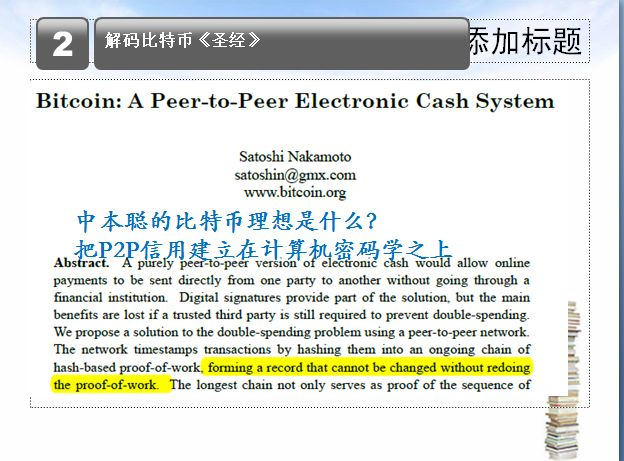 2
解码比特币《圣经》
添加标题
Bitcoin: A Peer-to-Peer Electronic Cash System
Satoshi Nakamoto
satoshin@gmx.com
www.bitcoin.org
中本聪的比特币理想是什么?
把P2P信用建立在计算机密码学之上
Abstract. A purely peer-to-peer version of electronic cash would allow online
payments to be sent directly from one party to another without going through a
financial institution. Digital signatures provide part of the solution, but the main
benefits are lost if a trusted third party is still required to prevent double-spending.
We propose a solution to the double-spending problem using a peer-to-peer network.
The network timestamps transactions by hashing them into an ongoing chain of
hash-based proof-of-work, forming a record that cannot be changed without redoing
the proof-of-work. The longest chain not only serves as proof of the sequence of